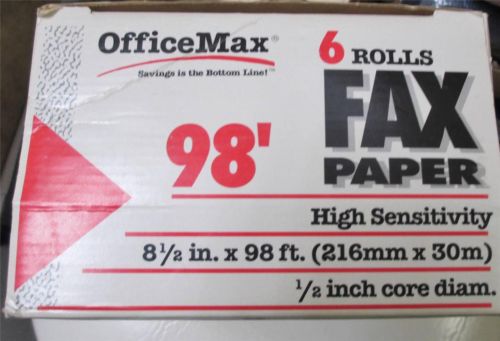 OfficeMax®
Savings is the Bottom Line!™
6 ROLLS
FAX
PAPER
98'
High Sensitivity
8½ in. x 98 ft. (216mm x 30m)
½ inch core diam.